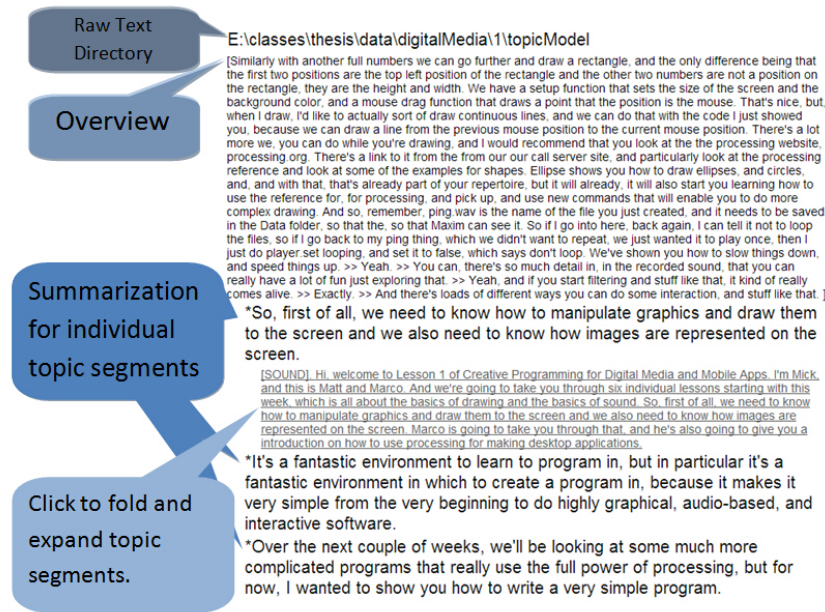 Raw Text
Directory
E:\classes\thesis\data\digitalMedia\1\topicModel
Overview
[Similarly with another full numbers we can go further and draw a rectangle, and the only difference being that
the first two positions are the top left position of the rectangle and the other two numbers are not a position on
the rectangle, they are the height and width. We have a setup function that sets the size of the screen and the
background color, and a mouse drag function that draws a point that the position is the mouse. That's nice, but,
when I draw, I'd like to actually sort of draw continuous lines, and we can do that with the code I just showed
you, because we can draw a line from the previous mouse position to the current mouse position. There's a lot
more we, you can do while you're drawing, and I would recommend that you look at the the processing website,
processing.org. There's a link to it from the from our our call server site, and particularly look at the processing
reference and look at some of the examples for shapes. Ellipse shows you how to draw ellipses, and circles,
and, and with that, that's already part of your repertoire, but it will already, it will also start you learning how to
use the reference for, for processing, and pick up, and use new commands that will enable you to do more
complex drawing. And so, remember, ping.wav is the name of the file you just created, and it needs to be saved
in the Data folder, so that the, so that Maxim can see it. So if I go into here, back again, I can tell it not to loop
the files, so if I go back to my ping thing, which we didn't want to repeat, we just wanted it to play once, then I
just do player.set looping, and set it to false, which says don't loop. We've shown you how to slow things down,
and speed things up. >> Yeah. >> You can, there's so much detail in, in the recorded sound, that you can
really have a lot of fun just exploring that. >> Yeah, and if you start filtering and stuff like that, it kind of really
comes alive. >> Exactly. >> And there's loads of different ways you can do some interaction, and stuff like that. ]
Summarization
for individual
topic segments
*So, first of all, we need to know how to manipulate graphics and draw them
to the screen and we also need to know how images are represented on the
screen.
[SOUND]. Hi, welcome to Lesson 1 of Creative Programming for Digital Media and Mobile Apps. I'm Mick,
and this is Matt and Marco. And we're going to take you through six individual lessons starting with this
week, which is all about the basics of drawing and the basics of sound. So, first of all, we need to know
how to manipulate graphics and draw them to the screen and we also need to know how images are
represented on the screen. Marco is going to take you through that, and he's also going to give you a
introduction on how to use processing for making desktop applications.
Click to fold and
expand topic
segments.
*It's a fantastic environment to learn to program in, but in particular it's a
fantastic environment in which to create a program in, because it makes it
very simple from the very beginning to do highly graphical, audio-based, and
interactive software.
*Over the next couple of weeks, we'll be looking at some much more
complicated programs that really use the full power of processing, but for
now, I wanted to show you how to write a very simple program.